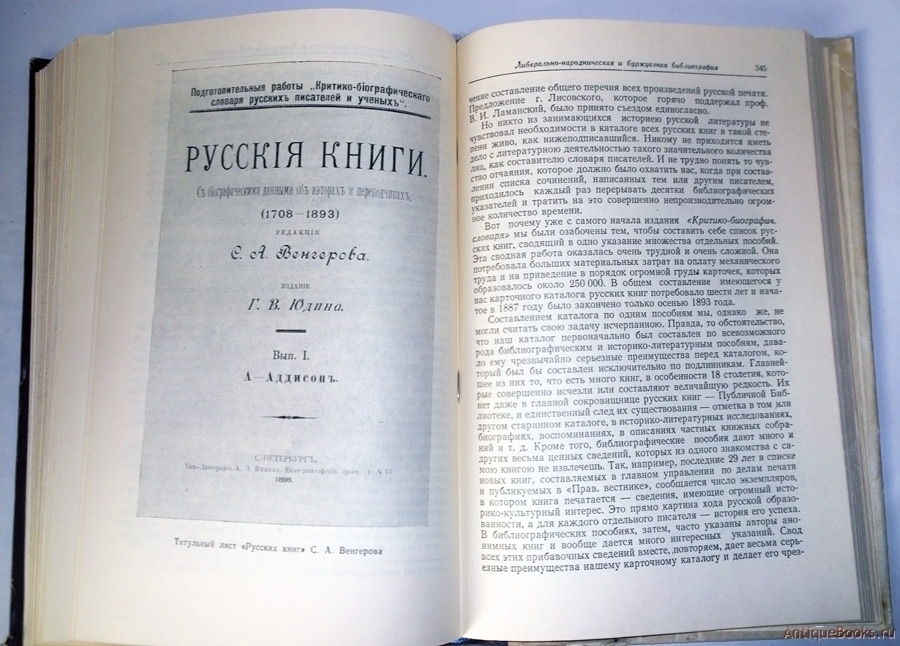 Подготовительныя работы „Критико-біографическаго
словаря русскихъ писателей и ученыхъ“.
РУССКІЯ КНИГИ.
Съ біографическими данными объ авторахъ и переводчикахъ.
(1708—1893)
РЕДАКЦІЯ
С. А. Венгерова.
ИЗДАНІЕ
Г. В. Юдина.
Вып. I.
А—Аддисонъ.
С.-ПЕТЕРБУРГЪ.
1896.
Титульный лист «Русских книг» С. А. Венгерова
Либерально-народническая и буржуазная библиография 345
чение составление общего перечня всех произведений русской печати.
Предложение г. Лисовского, которое горячо поддержал проф.
В. И. Ламанский, было принято съездом единогласно.
Но никто из занимающихся историею русской литературы не
чувствовал необходимости в каталоге всех русских книг в такой сте-
пени живо, как нижеподписавшийся. Никому не приходится иметь
дело с литературною деятельностью такого значительного количества
лиц, как составителю словаря писателей. И не трудно понять то чув-
ство отчаяния, которое должно было охватить нас, когда при состав-
лении списка сочинений, написанных тем или другим писателем,
приходилось каждый раз перерывать десятки библиографических
указателей и тратить на это совершенно непроизводительно огром-
ное количество времени.
Вот почему уже с самого начала издания «Критико-биографич.
словаря» мы были озабочены тем, чтобы составить себе список рус-
ских книг, сводящий в одно указание множества отдельных пособий.
Эта сводная работа оказалась очень трудной и очень сложной. Она
потребовала больших материальных затрат на оплату механического
труда и на приведение в порядок огромной груды карточек, которых
образовалось около 250 000. В общем составление имеющегося у
нас карточного каталога русских книг потребовало шести лет и нача-
тое в 1887 году было закончено только осенью 1893 года.
Составлением каталога по одним пособиям мы, однако же, не
могли считать свою задачу исчерпанною. Правда, то обстоятельство,
что наш каталог первоначально был составлен по всевозможного
рода библиографическим и историко-литературным пособиям, дава-
ло ему чрезвычайно серьезные преимущества перед каталогом, ко-
торый был бы составлен исключительно по подлинникам. Главней-
шее из них то, что есть много книг, в особенности 18 столетия, кото-
рые совершенно исчезли или составляют величайшую редкость. Их
нет даже в главной сокровищнице русских книг — Публичной Биб-
лиотеке, и единственный след их существования — отметка в том или
другом старинном каталоге, в историко-литературных исследованиях,
биографиях, воспоминаниях, в описаниях частных книжных собра-
ний и т. д. Кроме того, библиографические пособия дают много и
других весьма ценных сведений, которых из одного знакомства с са-
мою книгою не извлечешь. Так, например, последние 29 лет в списке
новых книг, составляемых в главном управлении по делам печати
и публикуемых в «Прав. вестнике», сообщается число экземпляров,
в котором книга печатается — сведения, имеющие огромный исто-
рико-культурный интерес. Это прямо картина хода русской образо-
ванности, а для каждого отдельного писателя — история его успеха.
В библиографических пособиях, затем, часто указаны авторы ано-
нимных книг и вообще дается много интересных указаний. Свод
всех этих прибавочных сведений вместе, повторяем, дает весьма серь-
езные преимущества нашему карточному каталогу и делает его чрез-
AntiqueBooks.ru